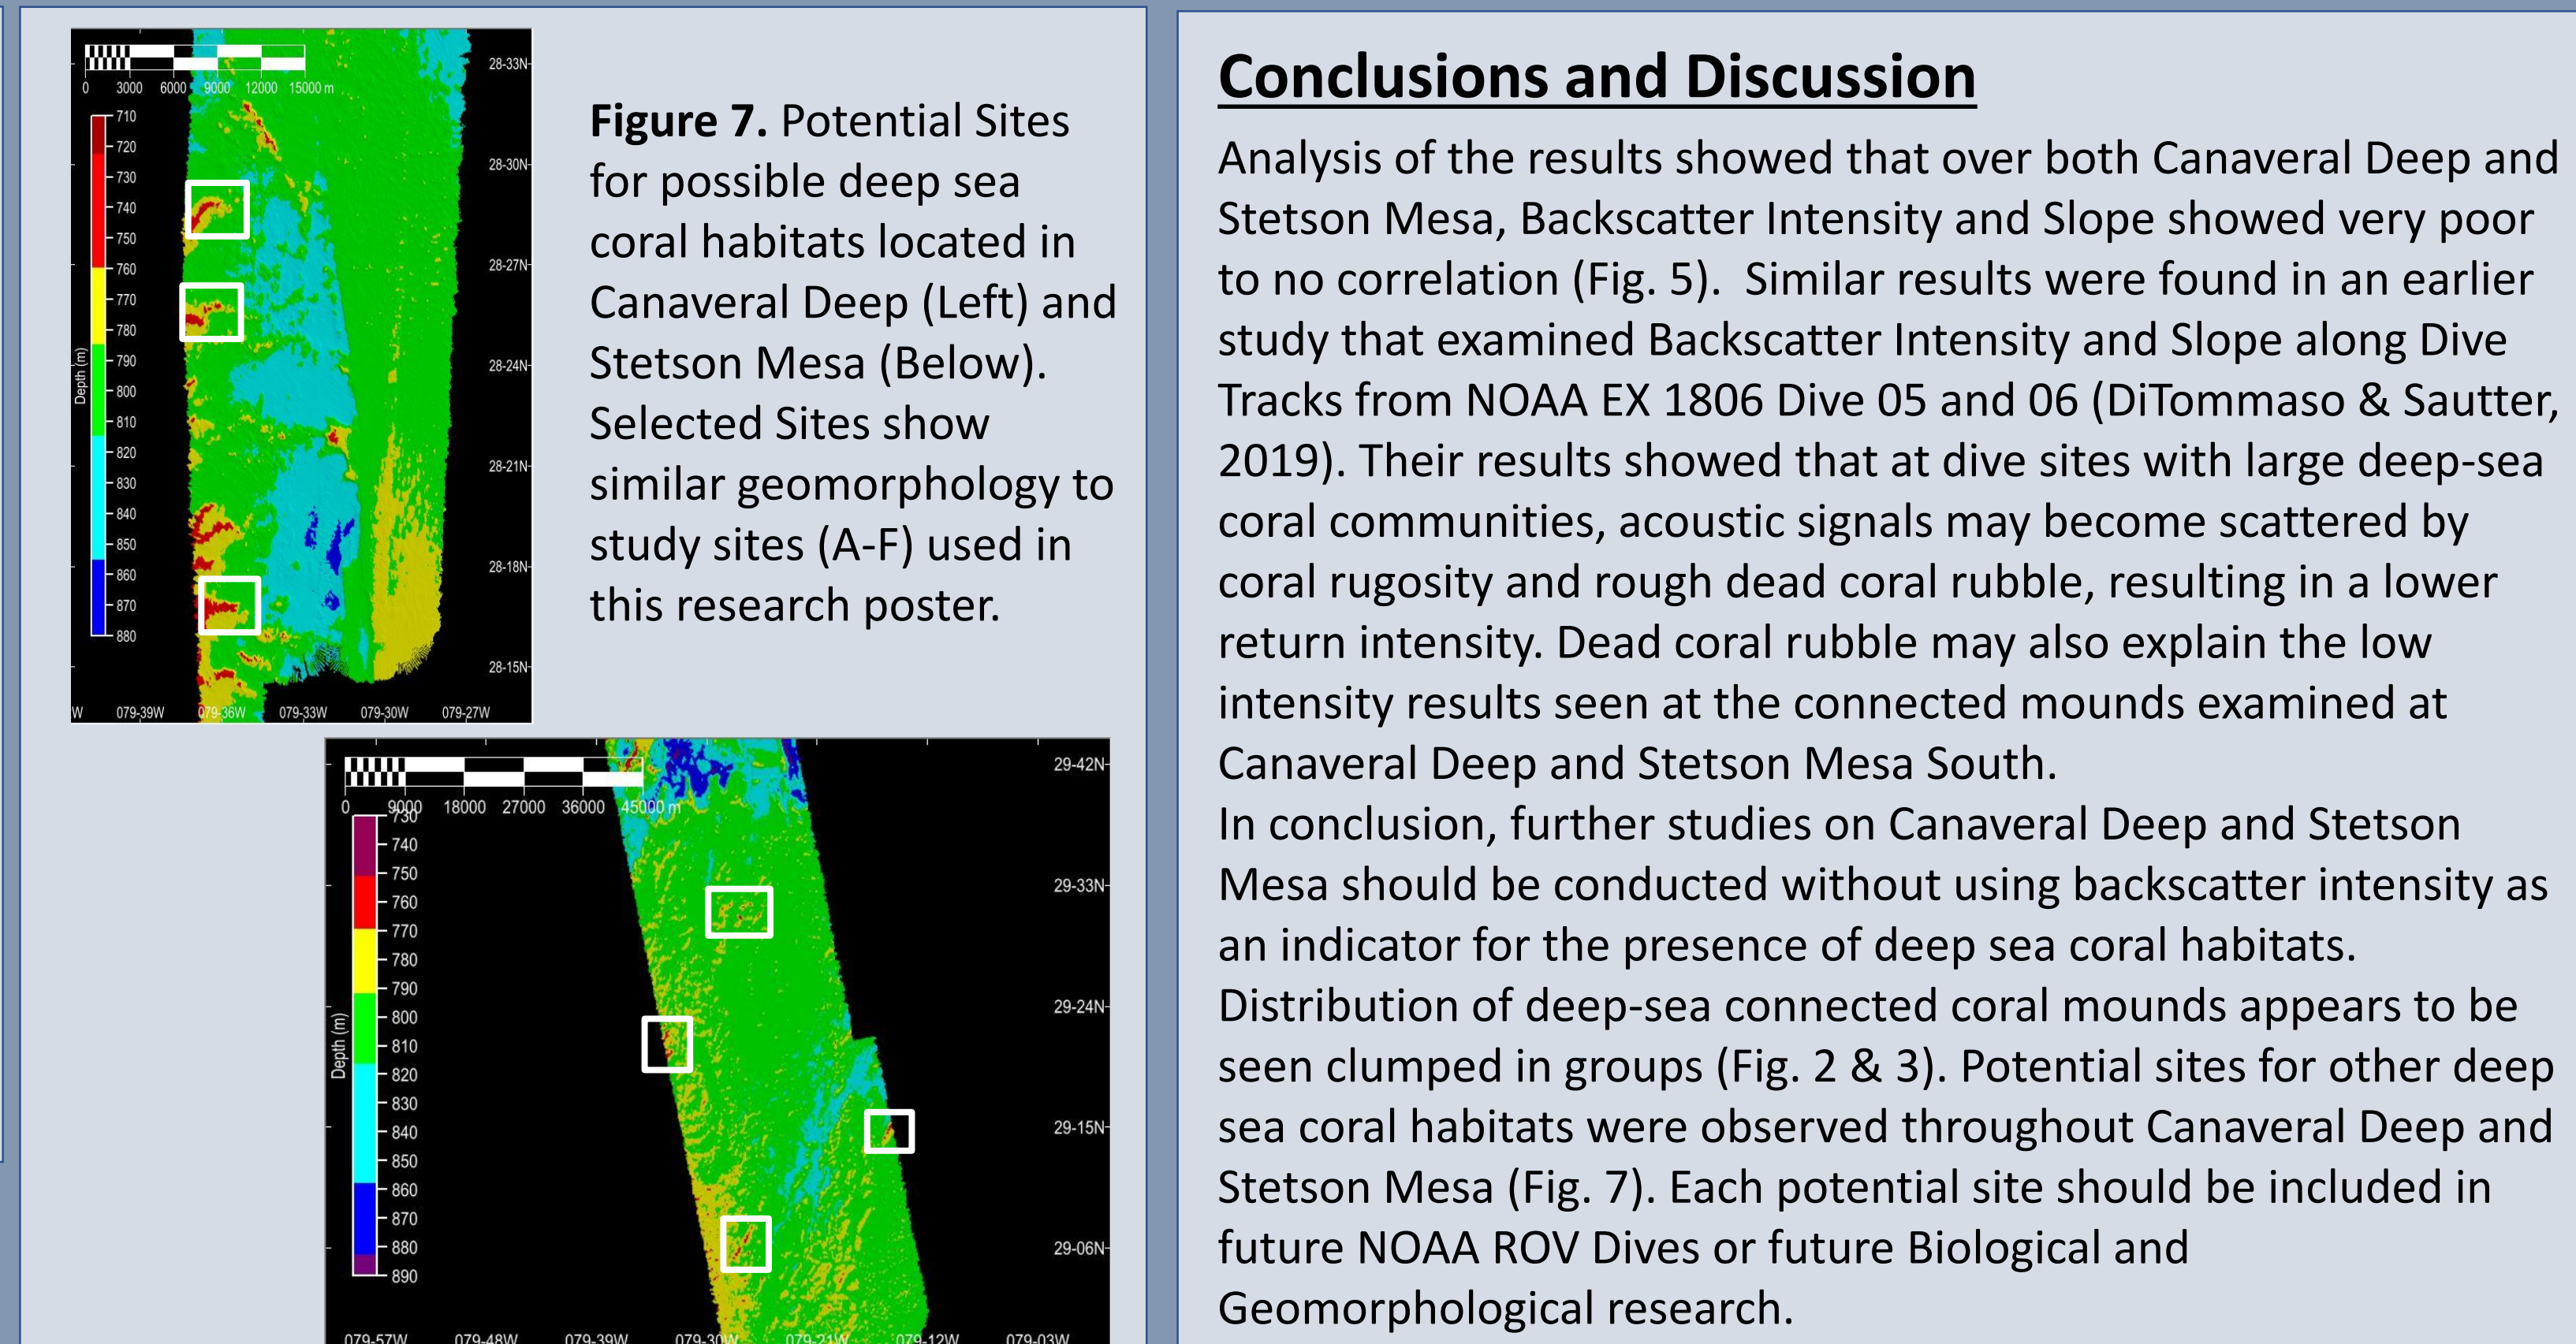 0 3000 6000 9000 12000 15000 m
710
720
730
740
750
760
770
780
790
800
810
820
830
840
850
860
870
880
Depth (m)
28-33N
28-30N
28-27N
28-24N
28-21N
28-18N
28-15N
W 079-39W 079-36W 079-33W 079-30W 079-27W
Figure 7. Potential Sites
for possible deep sea
coral habitats located in
Canaveral Deep (Left) and
Stetson Mesa (Below).
Selected Sites show
similar geomorphology to
study sites (A-F) used in
this research poster.
0 9000 18000 27000 36000 45000 m
730
740
750
760
770
780
790
800
810
820
830
840
850
860
870
880
890
Depth (m)
29-42N
29-33N
29-24N
29-15N
29-06N
079-57W 079-48W 079-39W 079-30W 079-21W 079-12W 079-03W
Conclusions and Discussion
Analysis of the results showed that over both Canaveral Deep and
Stetson Mesa, Backscatter Intensity and Slope showed very poor
to no correlation (Fig. 5). Similar results were found in an earlier
study that examined Backscatter Intensity and Slope along Dive
Tracks from NOAA EX 1806 Dive 05 and 06 (DiTommaso & Sautter,
2019). Their results showed that at dive sites with large deep-sea
coral communities, acoustic signals may become scattered by
coral rugosity and rough dead coral rubble, resulting in a lower
return intensity. Dead coral rubble may also explain the low
intensity results seen at the connected mounds examined at
Canaveral Deep and Stetson Mesa South.
In conclusion, further studies on Canaveral Deep and Stetson
Mesa should be conducted without using backscatter intensity as
an indicator for the presence of deep sea coral habitats.
Distribution of deep-sea connected coral mounds appears to be
seen clumped in groups (Fig. 2 & 3). Potential sites for other deep
sea coral habitats were observed throughout Canaveral Deep and
Stetson Mesa (Fig. 7). Each potential site should be included in
future NOAA ROV Dives or future Biological and
Geomorphological research.